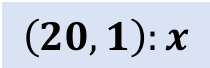 (20, 1): x